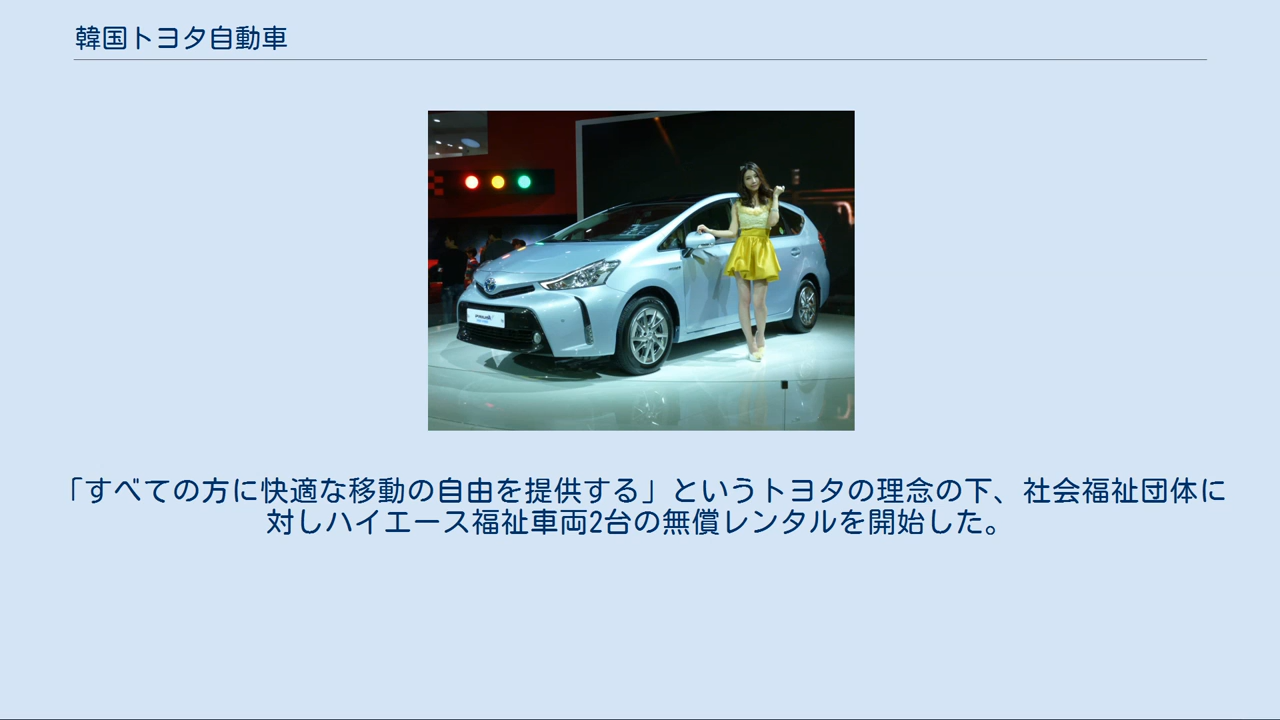 韓国トヨタ自動車
「すべての方に快適な移動の自由を提供する」というトヨタの理念の下、社会福祉団体に
対しハイエース福祉車両2台の無償レンタルを開始した。